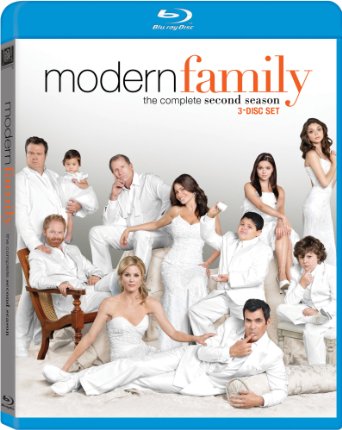 Blu-ray Disc
modern family
the complete second season
3-DISC SET
modern family
the complete second season